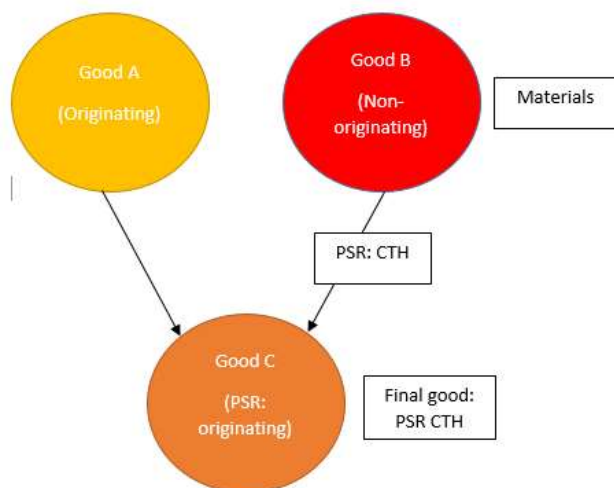 Good A
(Originating)
Good B
(Non-
originating)
Materials
PSR: CTH
Good C
(PSR:
originating)
Final good:
PSR CTH